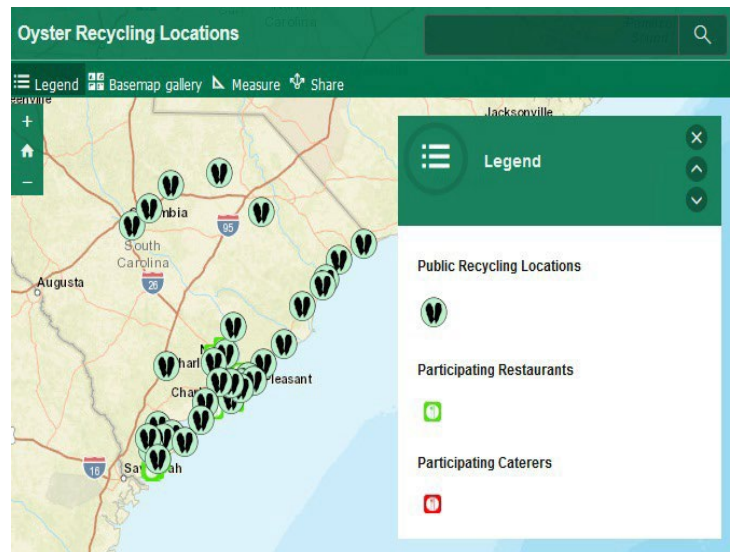 Oyster Recycling Locations
Legend Basemap gallery Measure Share
Jacksonville
Legend
mbia
95
South
Carolina
Augusta
26
Public Recycling Locations
Participating Restaurants
Pleasant
Participating Caterers
16